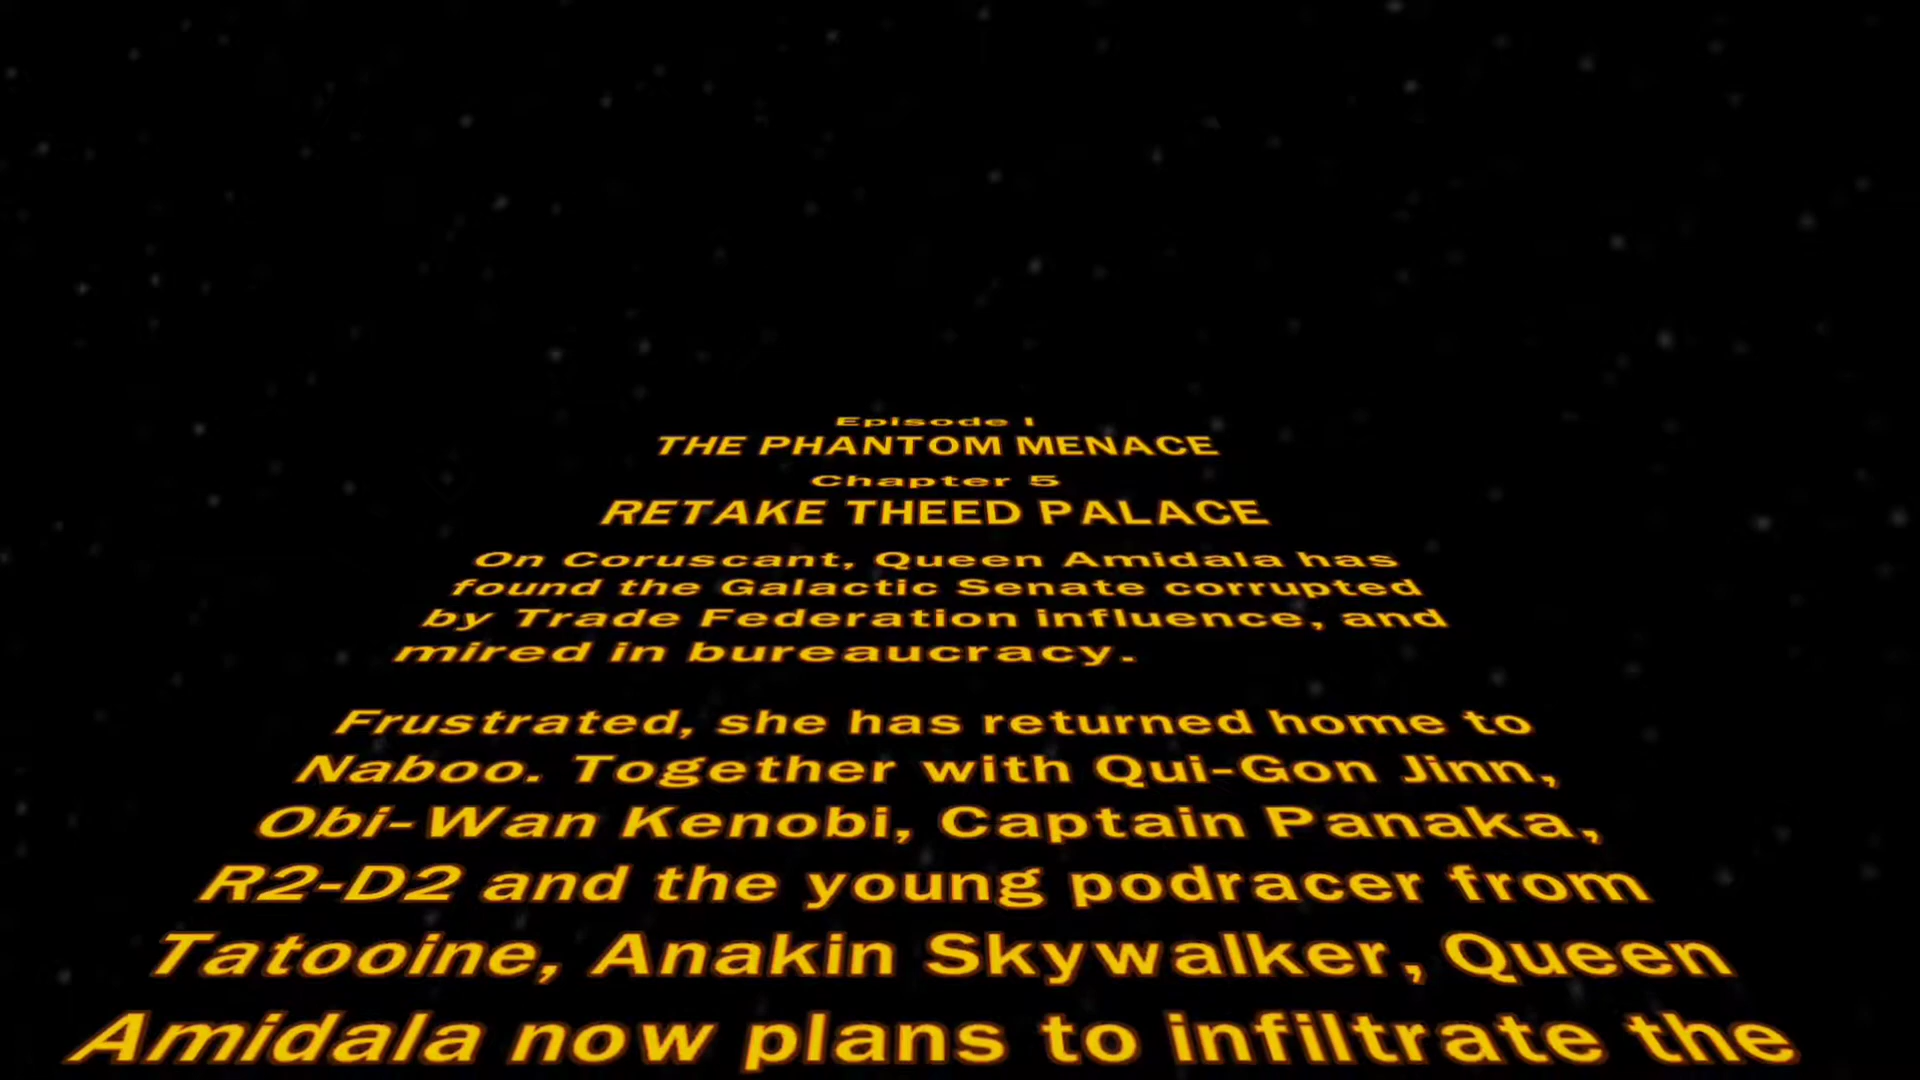 Episode I
THE PHANTOM MENACE
Chapter 5
RETAKE THEED PALACE
On Coruscant, Queen Amidala has
found the Galactic Senate corrupted
by Trade Federation influence, and
mired in bureaucracy.
Frustrated, she has returned home to
Naboo. Together with Qui-Gon Jinn,
Obi-Wan Kenobi, Captain Panaka,
R2-D2 and the young podracer from
Tatooine, Anakin Skywalker, Queen
Amidala now plans to infiltrate the